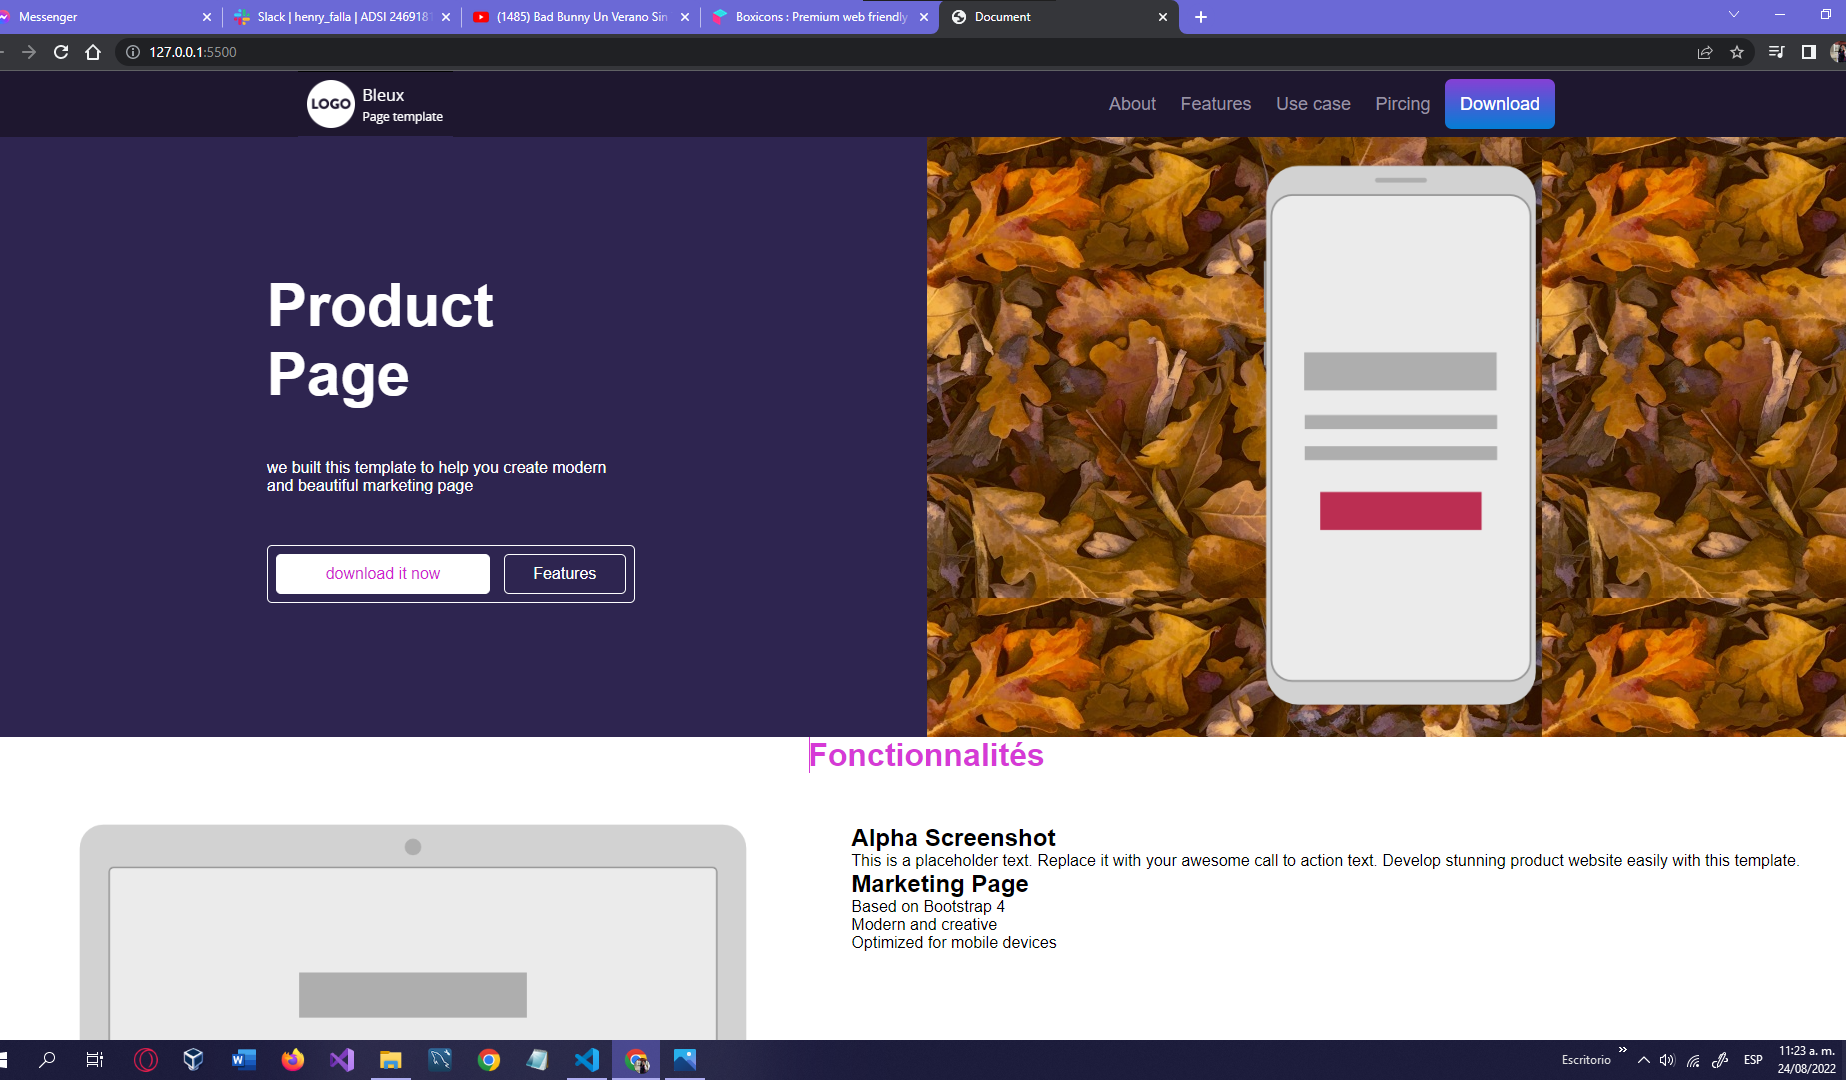 Messenger
Slack | henry_falla | ADSI 2469181
(1485) Bad Bunny Un Verano Sin
Boxicons : Premium web friendly
Document
127.0.0.1:5500
LOGO
Bleux
Page template
About
Features
Use case
Pircing
Download
Product
Page
we built this template to help you create modern
and beautiful marketing page
download it now
Features
Fonctionnalités
Alpha Screenshot
This is a placeholder text. Replace it with your awesome call to action text. Develop stunning product website easily with this template.
Marketing Page
Based on Bootstrap 4
Modern and creative
Optimized for mobile devices
Escritorio
ESP
11:23 a. m.
24/08/2022